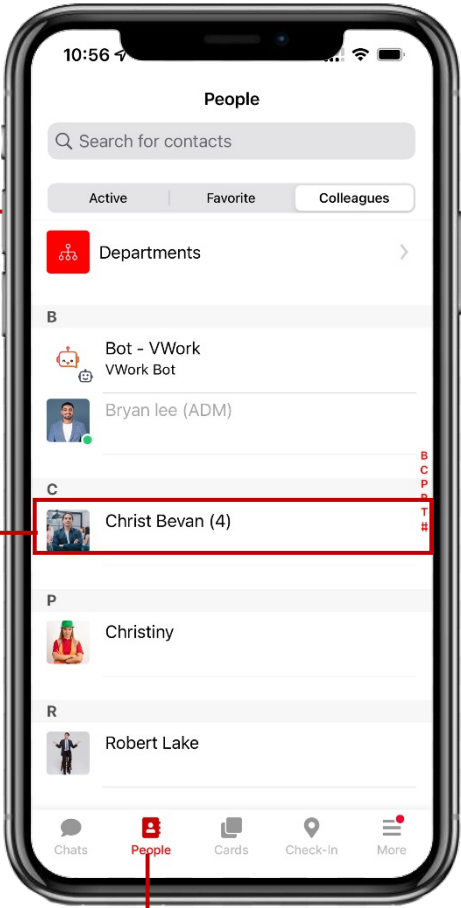 10:56
People
Search for contacts
Active Favorite Colleagues
Departments
B
Bot - VWork
VWork Bot
Bryan lee (ADM)
C
Christ Bevan (4)
P
Christiny
R
Robert Lake
B
C
P
R
T
#
Chats People Cards Check-In More